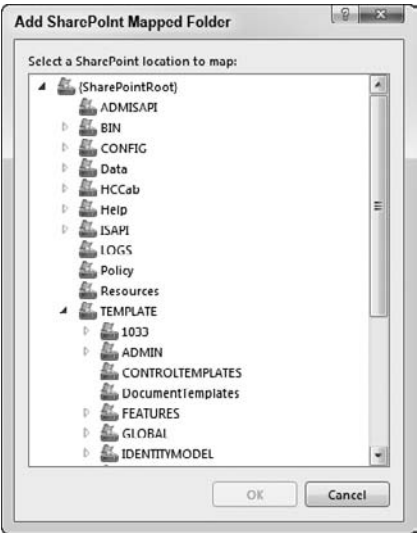 Add SharePoint Mapped Folder
Select a SharePoint location to map:
{SharePointRoot}
ADMISAPI
BIN
CONFIG
Data
HCCab
Help
ISAPI
LOGS
Policy
Resources
TEMPLATE
1033
ADMIN
CONTROLTEMPLATES
DocumentTemplates
FEATURES
GLOBAL
IDENTITYMODEL
OK
Cancel